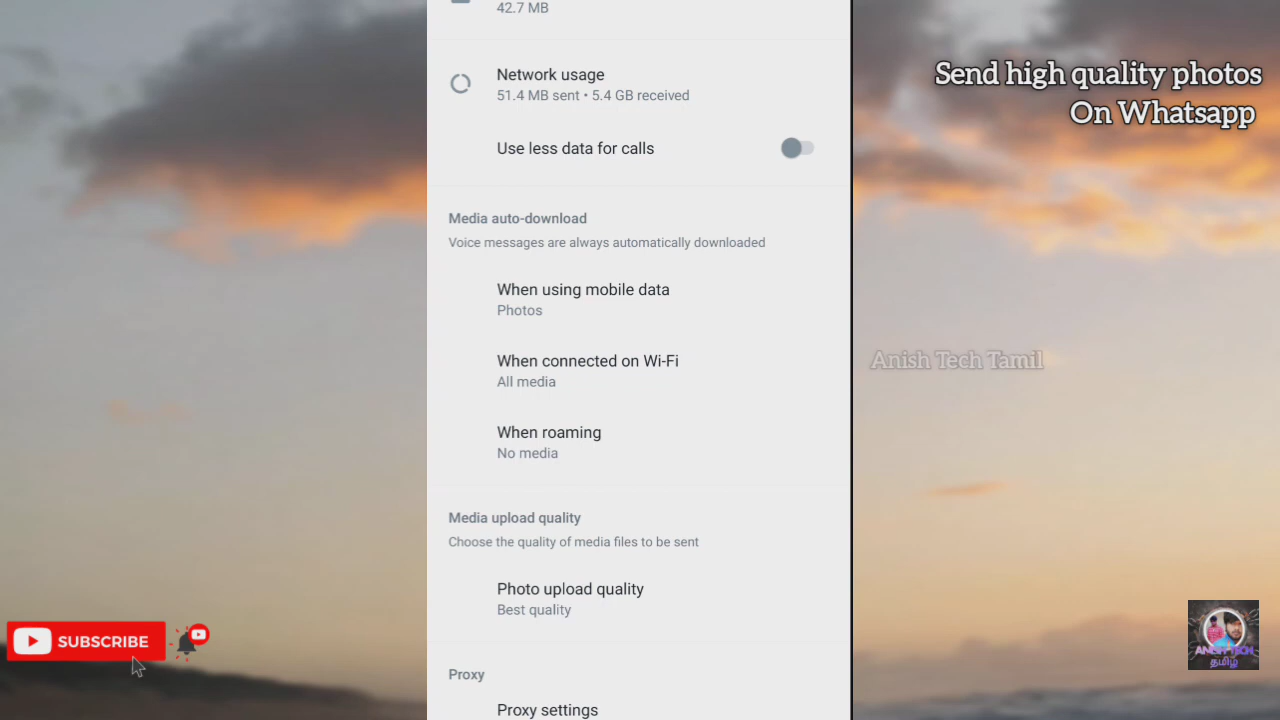 42.7 MB
Network usage
51.4 MB sent • 5.4 GB received
Use less data for calls
Media auto-download
Voice messages are always automatically downloaded
When using mobile data
Photos
When connected on Wi-Fi
All media
When roaming
No media
Media upload quality
Choose the quality of media files to be sent
Photo upload quality
Best quality
Proxy
Proxy settings
Send high quality photos
On Whatsapp
Anish Tech Tamil
SUBSCRIBE
ANISH TECH
தமிழ்